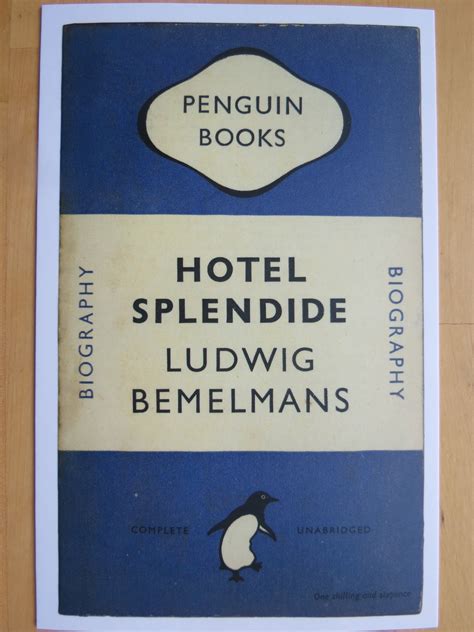 PENGUIN
BOOKS
HOTEL
SPLENDIDE
LUDWIG
BEMELMANS
BIOGRAPHY
BIOGRAPHY
COMPLETE
UNABRIDGED
One shilling and sixpence